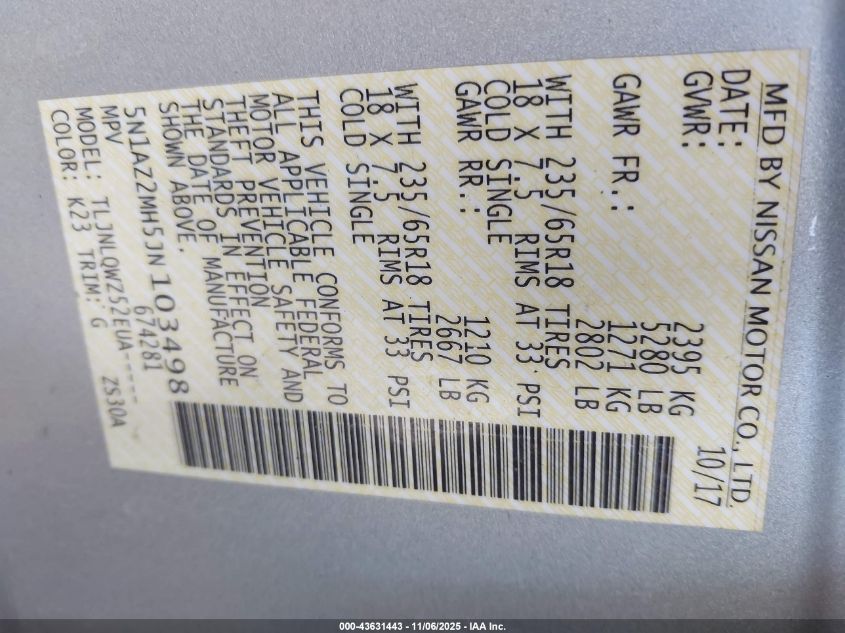 MFD BY NISSAN MOTOR CO., LTD.
DATE: 10/17
GVWR: 2395 KG
5280 LB
GAWR FR.: 1271 KG
2802 LB
WITH 235/65R18 TIRES
18 X 7.5 RIMS AT 33 PSI
COLD SINGLE
GAWR RR.: 1210 KG
2667 LB
WITH 235/65R18 TIRES
18 X 7.5 RIMS AT 33 PSI
COLD SINGLE
THIS VEHICLE CONFORMS TO
ALL APPLICABLE FEDERAL
MOTOR VEHICLE SAFETY AND
THEFT PREVENTION
STANDARDS IN EFFECT ON
THE DATE OF MANUFACTURE
SHOWN ABOVE.
5N1AZ2MH5JN103498
MPV 674281
MODEL: TLJNLQWZ52EUA-----
COLOR: K23 TRIM: G 2S30A
000-43631443 - 11/06/2025 - IAA Inc.